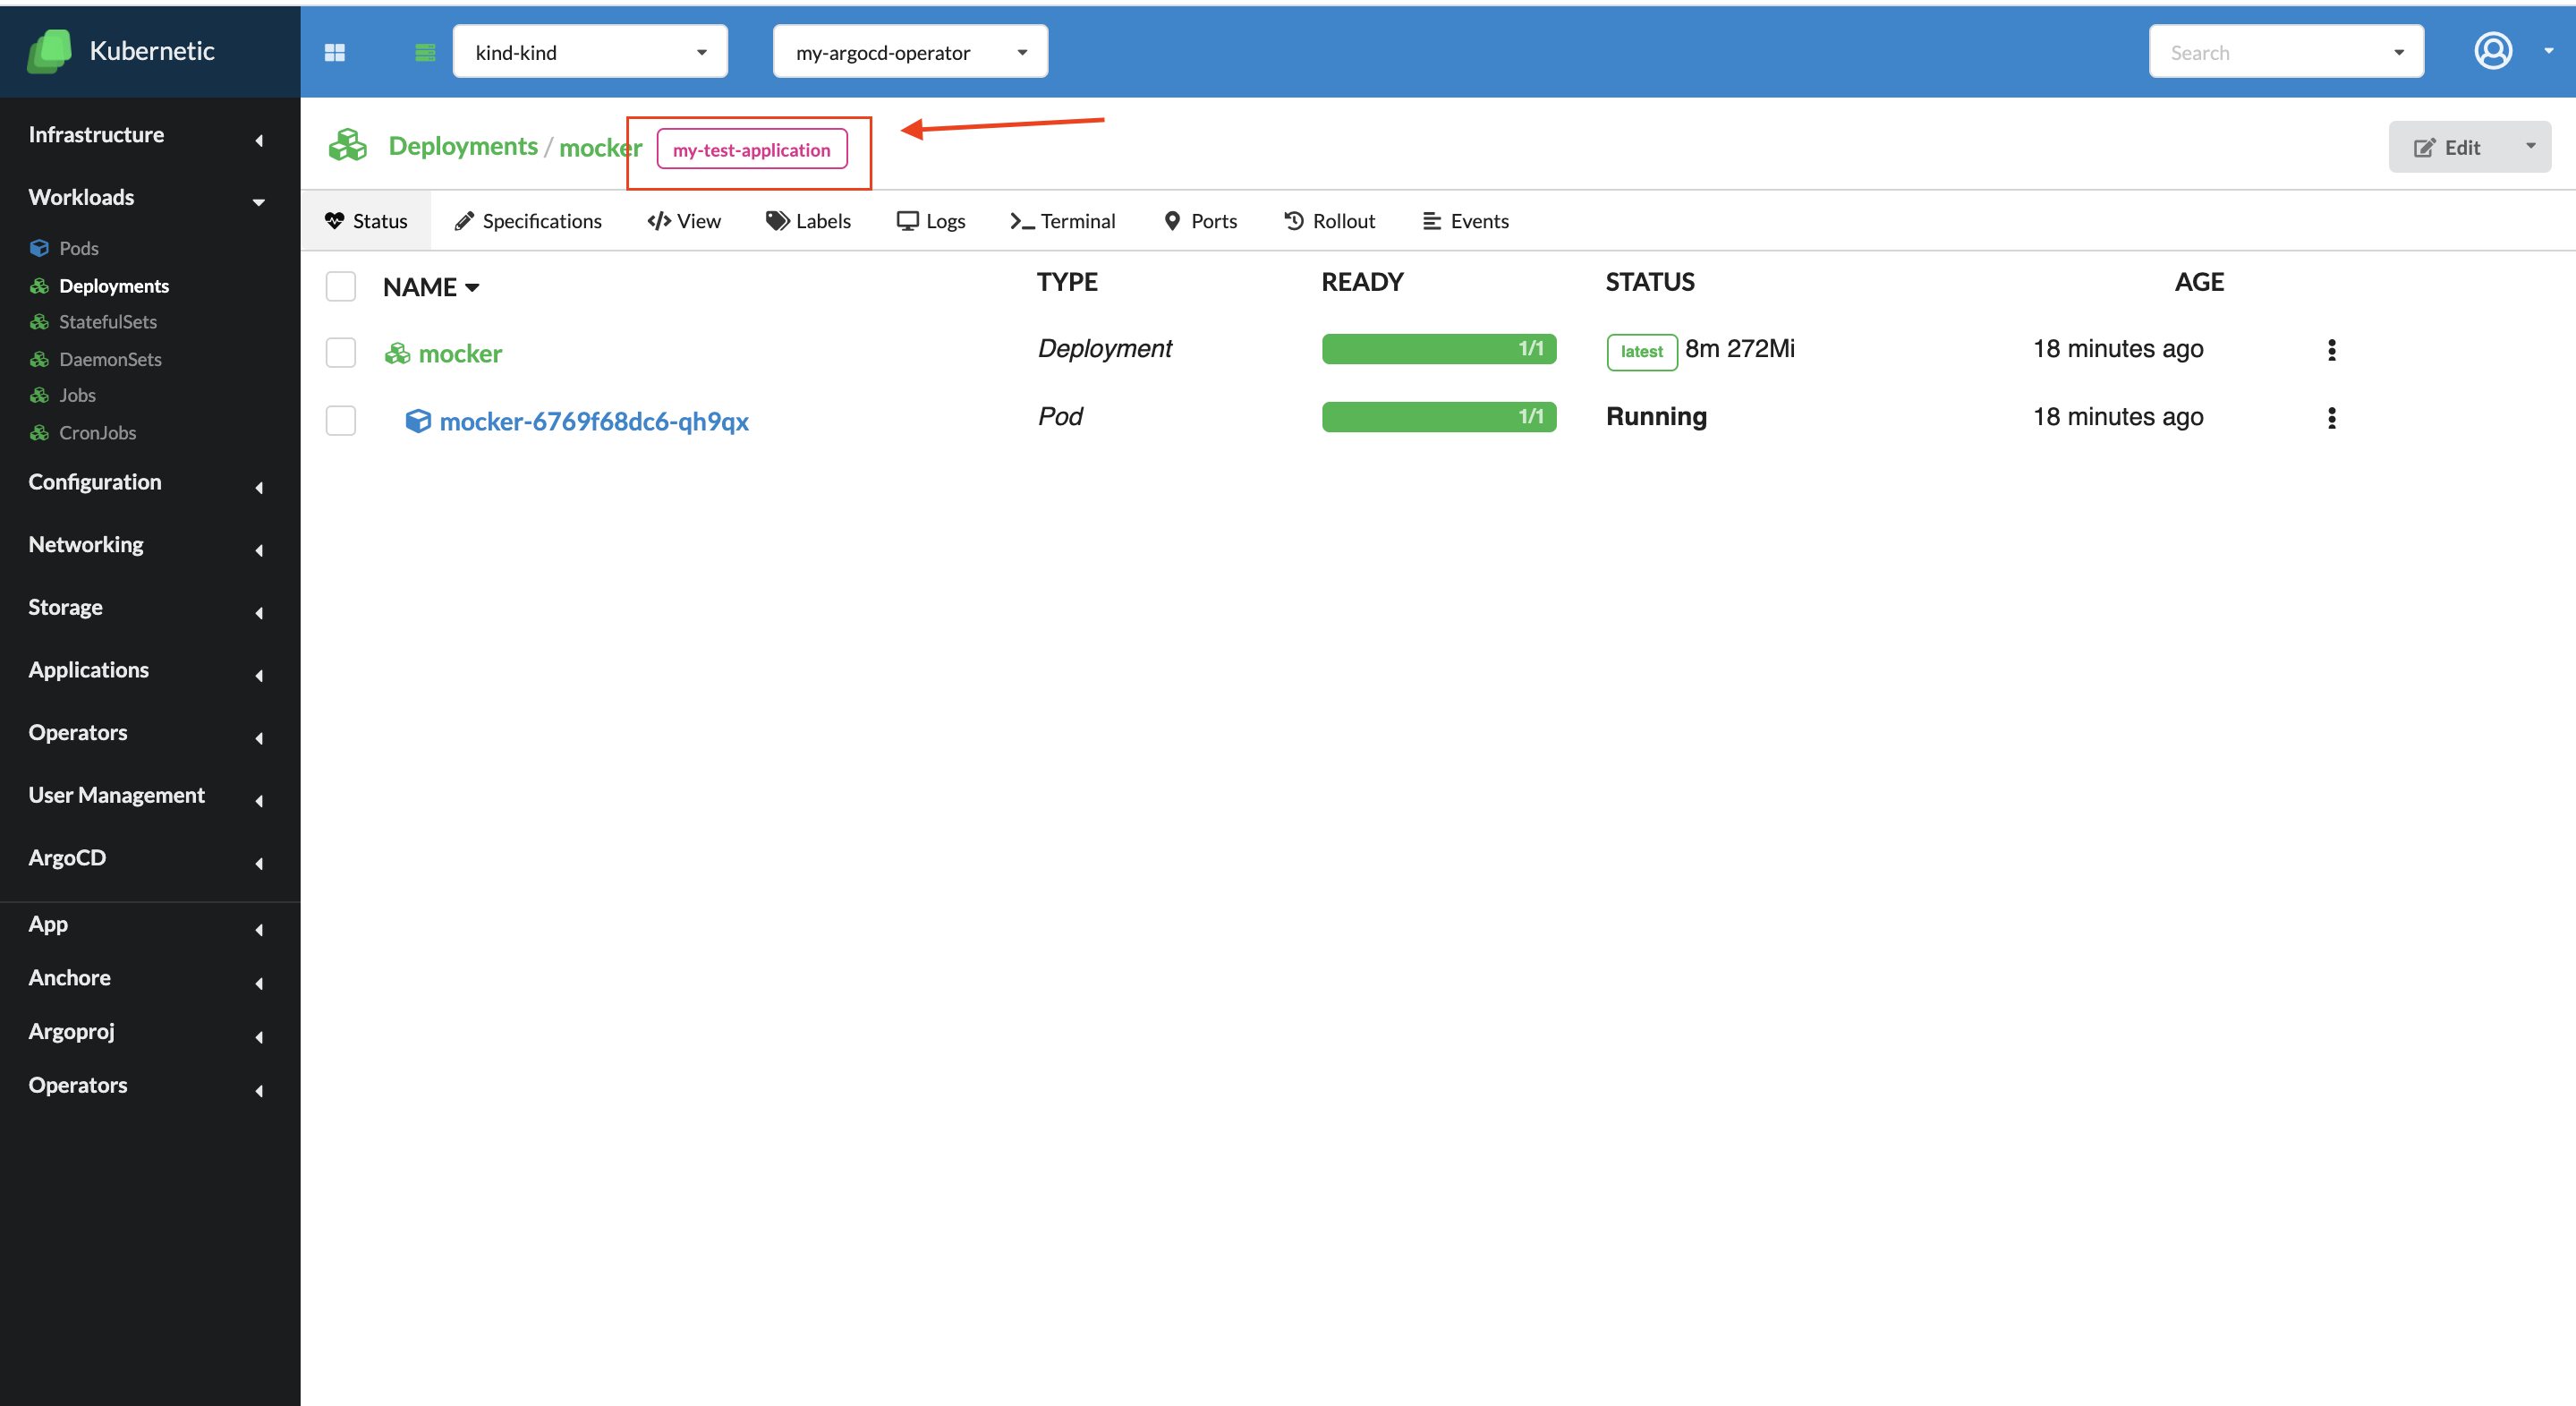 Kubernetic
kind-kind
my-argocd-operator
Search
Infrastructure
Workloads
Pods
Deployments
StatefulSets
DaemonSets
Jobs
CronJobs
Configuration
Networking
Storage
Applications
Operators
User Management
ArgoCD
App
Anchore
Argoproj
Operators
Deployments / mocker my-test-application
Edit
Status Specifications View Labels Logs Terminal Ports Rollout Events
NAME TYPE READY STATUS AGE
mocker Deployment 1/1 latest 8m 272Mi 18 minutes ago
mocker-6769f68dc6-qh9qx Pod 1/1 Running 18 minutes ago